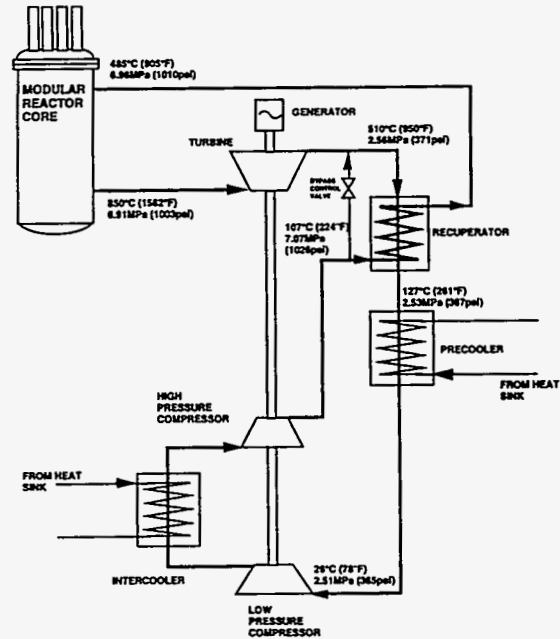 485°C (905°F)
6.96MPa (1010psi)
MODULAR
REACTOR
CORE
GENERATOR
TURBINE
510°C (950°F)
2.56MPa (371psi)
BYPASS
CONTROL
VALVE
850°C (1562°F)
6.91MPa (1003psi)
107°C (224°F)
7.07MPa
(1026psi)
RECUPERATOR
127°C (261°F)
2.53MPa (367psi)
PRECOOLER
FROM HEAT
SINK
HIGH
PRESSURE
COMPRESSOR
FROM HEAT
SINK
INTERCOOLER
26°C (78°F)
2.51MPa (365psi)
LOW
PRESSURE
COMPRESSOR